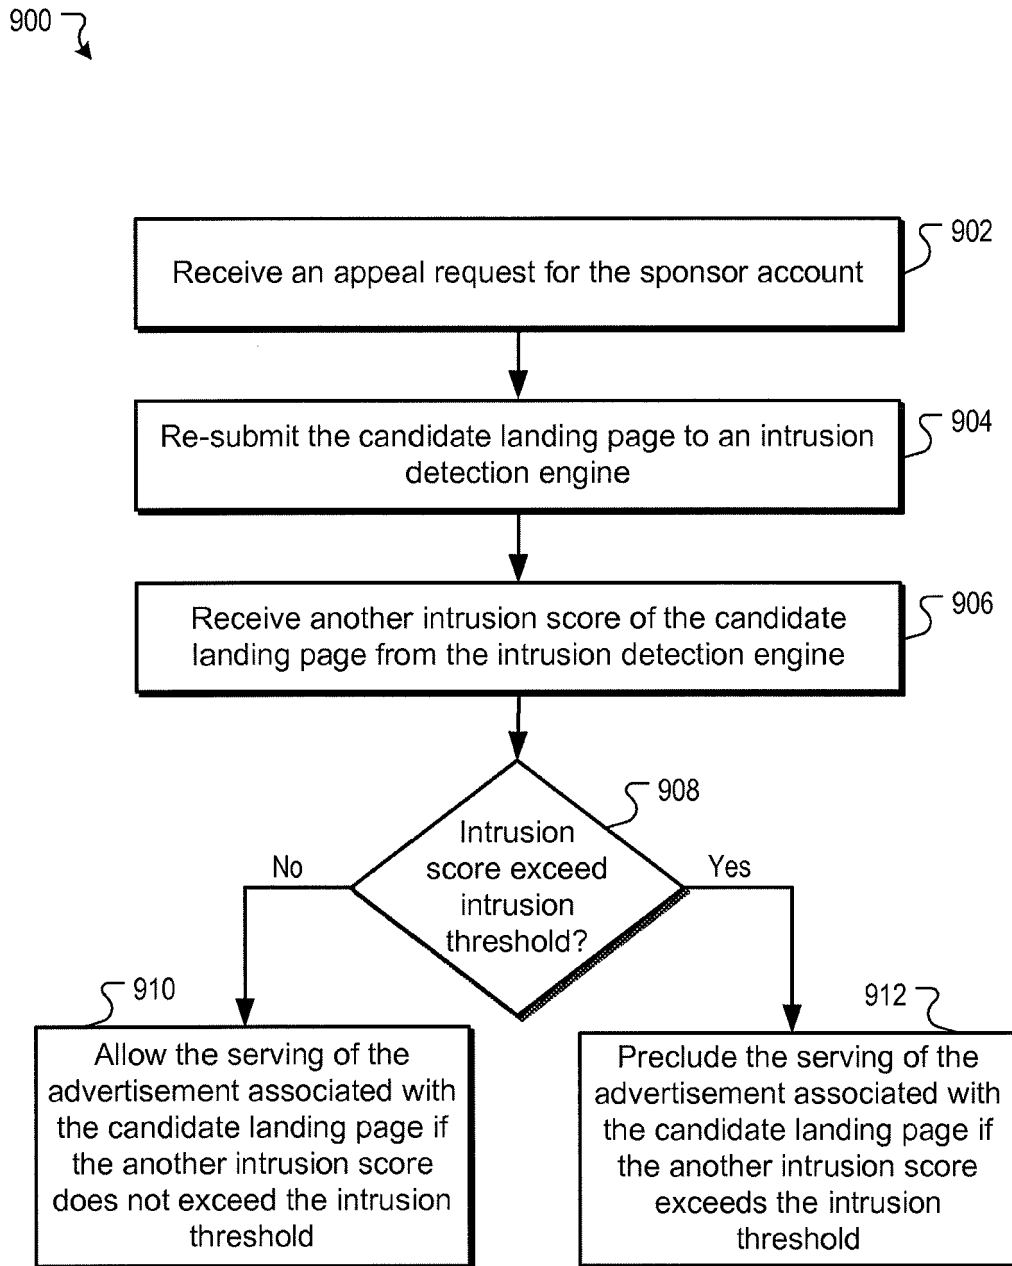 900
Receive an appeal request for the sponsor account
902
Re-submit the candidate landing page to an intrusion
detection engine
904
Receive another intrusion score of the candidate
landing page from the intrusion detection engine
906
Intrusion
score exceed
intrusion
threshold?
908
No
Yes
910
Allow the serving of the
advertisement associated with
the candidate landing page if
the another intrusion score
does not exceed the intrusion
threshold
912
Preclude the serving of the
advertisement associated with
the candidate landing page if
the another intrusion score
exceeds the intrusion
threshold